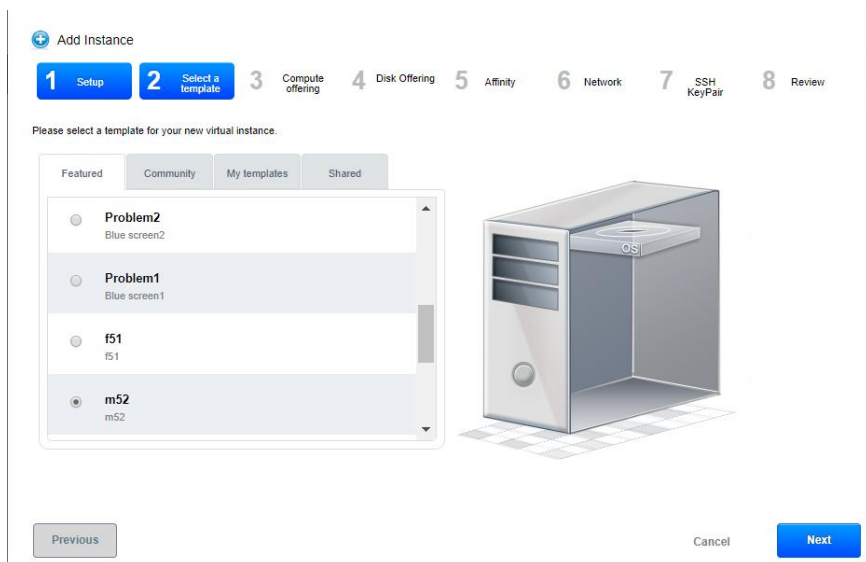 Add Instance
1 Setup
2 Select a
template
3 Compute
offering
4 Disk Offering
5 Affinity
6 Network
7 SSH
KeyPair
8 Review
Please select a template for your new virtual instance.
Featured
Community
My templates
Shared
Problem2
Blue screen2
Problem1
Blue screen1
f51
f51
m52
m52
OS
Previous
Cancel
Next